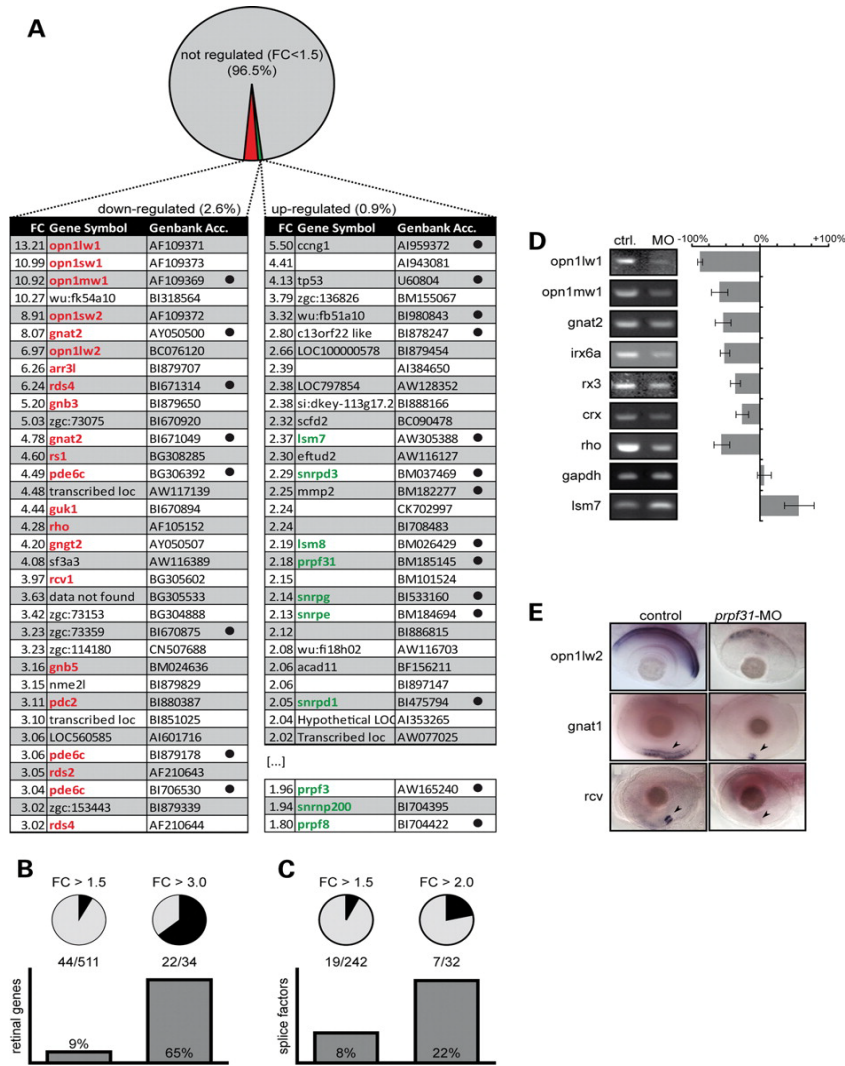 A
not regulated (FC<1.5)
(96.5%)
down-regulated (2.6%)
FC Gene Symbol Genbank Acc.
13.21 opn1lw1 AF109371
10.99 opn1sw1 AF109373
10.92 opn1mw1 AF109369 ●
10.27 wu:fk54a10 BI318564
8.91 opn1sw2 AF109372
8.07 gnat2 AY050500 ●
6.97 opn1lw2 BC076120
6.26 arr3l BI879707
6.24 rds4 BI671314 ●
5.20 gnb3 BI879650
5.03 zgc:73075 BI670920
4.78 gnat2 BI671049 ●
4.60 rs1 BG308285
4.49 pde6c BG306392 ●
4.48 transcribed loc AW117139
4.44 guk1 BI670894
4.28 rho AF105152
4.20 gngt2 AY050507
4.08 sf3a3 AW116389
3.97 rcv1 BG305602
3.63 data not found BG305533
3.42 zgc:73153 BG304888
3.23 zgc:73359 BI670875 ●
3.23 zgc:114180 CN507688
3.16 gnb5 BM024636
3.15 nme2l BI879829
3.11 pdc2 BI880387
3.10 transcribed loc BI851025
3.06 LOC560585 AI601716
3.06 pde6c BI879178 ●
3.05 rds2 AF210643
3.04 pde6c BI706530 ●
3.02 zgc:153443 BI879339
3.02 rds4 AF210644
up-regulated (0.9%)
FC Gene Symbol Genbank Acc.
5.50 ccng1 AI959372 ●
4.41 AI943081
4.13 tp53 U60804 ●
3.79 zgc:136826 BM155067
3.32 wu:fb51a10 BI980843 ●
2.80 c13orf22 like BI878247 ●
2.66 LOC100000578 BI879454
2.39 AI384650
2.38 LOC797854 AW128352
2.38 si:dkey-113g17.2 BI888166
2.32 scfd2 BC090478
2.37 lsm7 AW305388 ●
2.30 eftud2 AW116127
2.29 snrpd3 BM037469 ●
2.25 mmp2 BM182277 ●
2.24 CK702997
2.24 BI708483
2.19 lsm8 BM026429 ●
2.18 prpf31 BM185145 ●
2.15 BM101524
2.14 snrpg BI533160 ●
2.13 snrpe BM184694 ●
2.12 BI886815
2.08 wu:fi18h02 AW116703
2.06 acad11 BF156211
2.06 BI897147
2.05 snrpd1 BI475794 ●
2.04 Hypothetical LOC AI353265
2.02 Transcribed loc AW077025
[...]
1.96 prpf3 AW165240 ●
1.94 snrnp200 BI704395
1.80 prpf8 BI704422 ●
B
FC > 1.5 FC > 3.0
44/511 22/34
retinal genes
9% 65%
C
FC > 1.5 FC > 2.0
19/242 7/32
splice factors
8% 22%
D
ctrl. MO -100% 0% +100%
opn1lw1
opn1mw1
gnat2
irx6a
rx3
crx
rho
gapdh
lsm7
E
control prpf31-MO
opn1lw2
gnat1
rcv